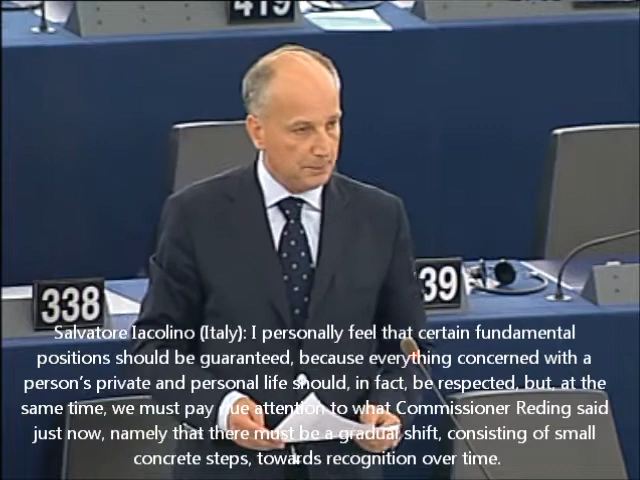 419
338
39
Salvatore Iacolino (Italy): I personally feel that certain fundamental
positions should be guaranteed, because everything concerned with a
person's private and personal life should, in fact, be respected, but, at the
same time, we must pay due attention to what Commissioner Reding said
just now, namely that there must be a gradual shift, consisting of small
concrete steps, towards recognition over time.